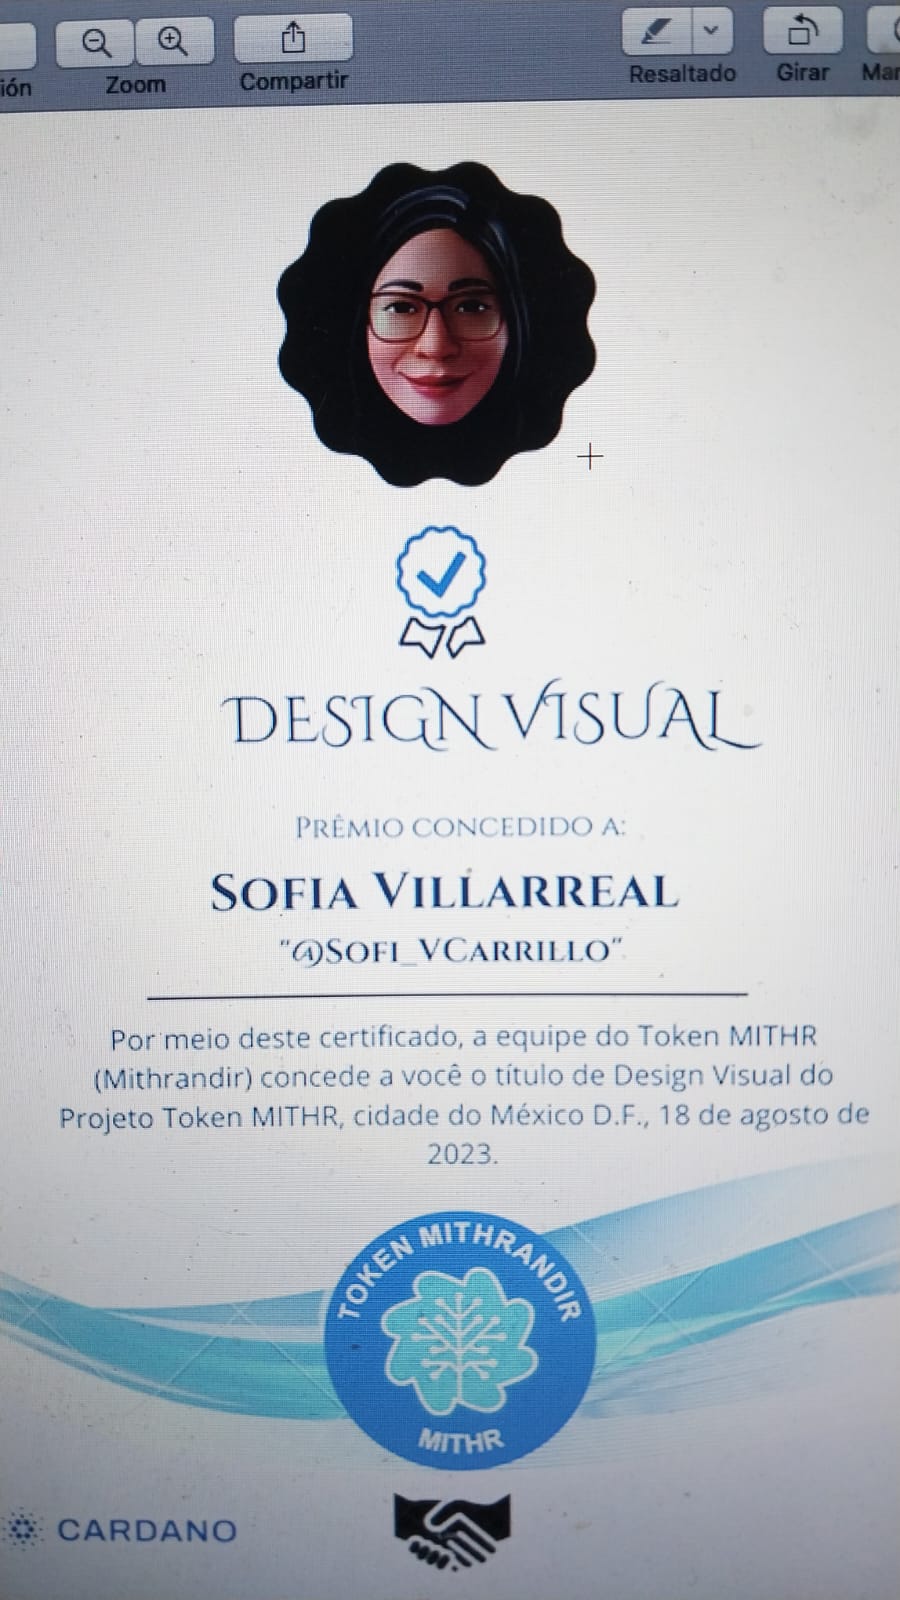 ión
Zoom
Compartir
Resaltado
Girar
DESIGN VISUAL
PRÊMIO CONCEDIDO A:
SOFIA VILLARREAL
"@SOFI_VCARRILLO"
Por meio deste certificado, a equipe do Token MITHR
(Mithrandir) concede a você o título de Design Visual do
Projeto Token MITHR, cidade do México D.F., 18 de agosto de
2023.
TOKEN MITHRANDIR
MITHR
CARDANO